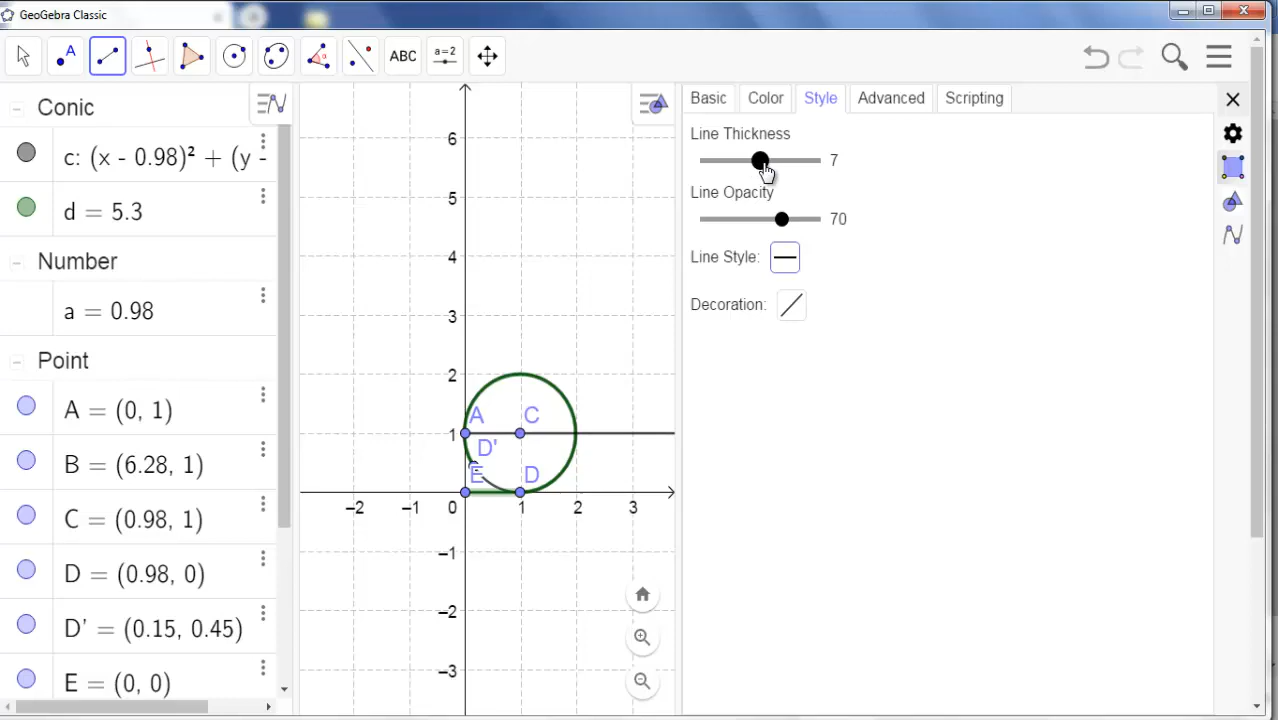 GeoGebra Classic
ABC
a=2
Conic
c: (x - 0.98)² + (y -
d = 5.3
Number
a = 0.98
Point
A = (0, 1)
B = (6.28, 1)
C = (0.98, 1)
D = (0.98, 0)
D' = (0.15, 0.45)
E = (0, 0)
6
5
4
3
2
1
A
C
D'
E
D
−2
−1
0
1
2
3
−1
−2
−3
Basic
Color
Style
Advanced
Scripting
Line Thickness
7
Line Opacity
70
Line Style:
Decoration: